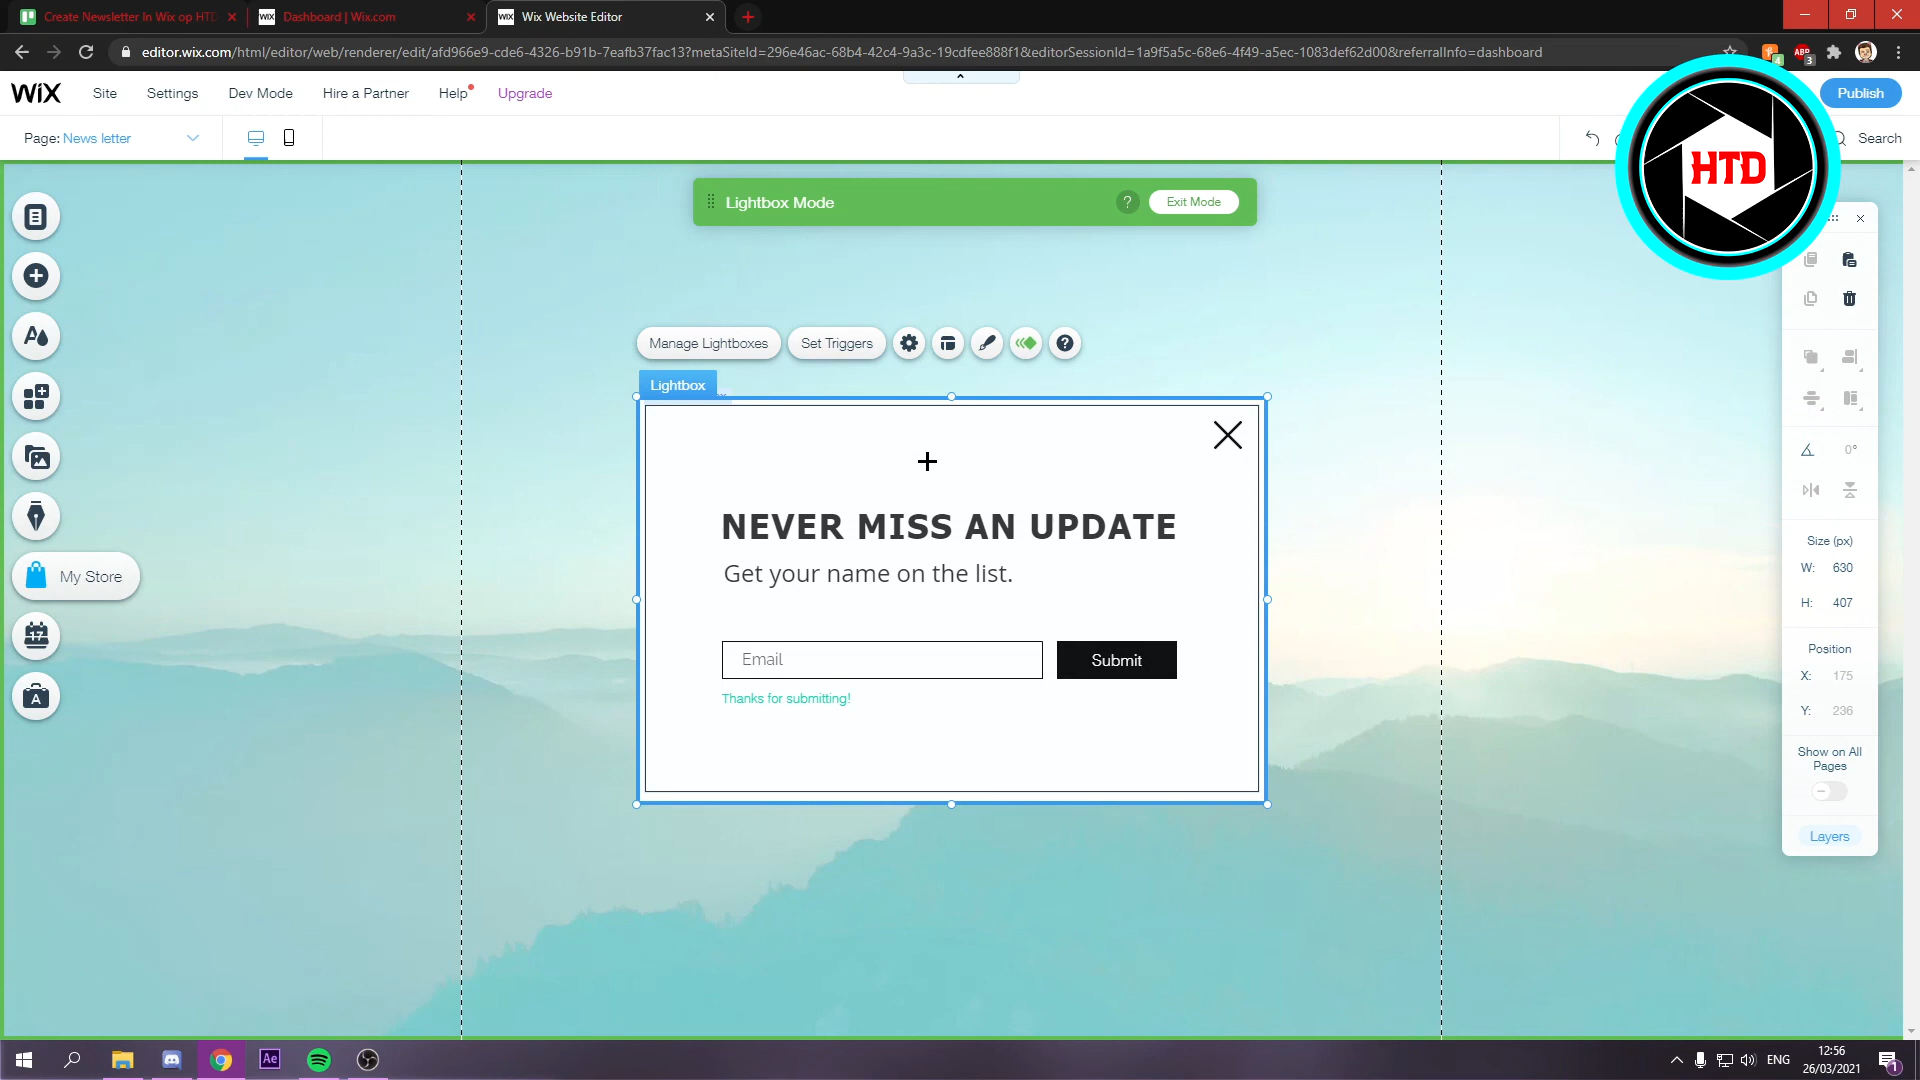 Create Newsletter In Wix op HTD
Dashboard | Wix.com
Wix Website Editor
editor.wix.com/html/editor/web/renderer/edit/afd966e9-cde6-4326-b91b-7eafb37fac13?metaSiteId=296e46ac-68b4-42c4-9a3c-19cdfee888f1&editorSessionId=1a9f5a5c-68e6-4f49-a5ec-1083def62d00&referralInfo=dashboard
WiX Site Settings Dev Mode Hire a Partner Help Upgrade Publish
Page: News letter Search
HTD
Lightbox Mode ? Exit Mode
Manage Lightboxes Set Triggers
Lightbox
NEVER MISS AN UPDATE
Get your name on the list.
Email Submit
Thanks for submitting!
My Store
17
A
0°
Size (px)
W: 630
H: 407
Position
X: 175
Y: 236
Show on All
Pages
Layers
Ae
ENG
12:56
26/03/2021
1